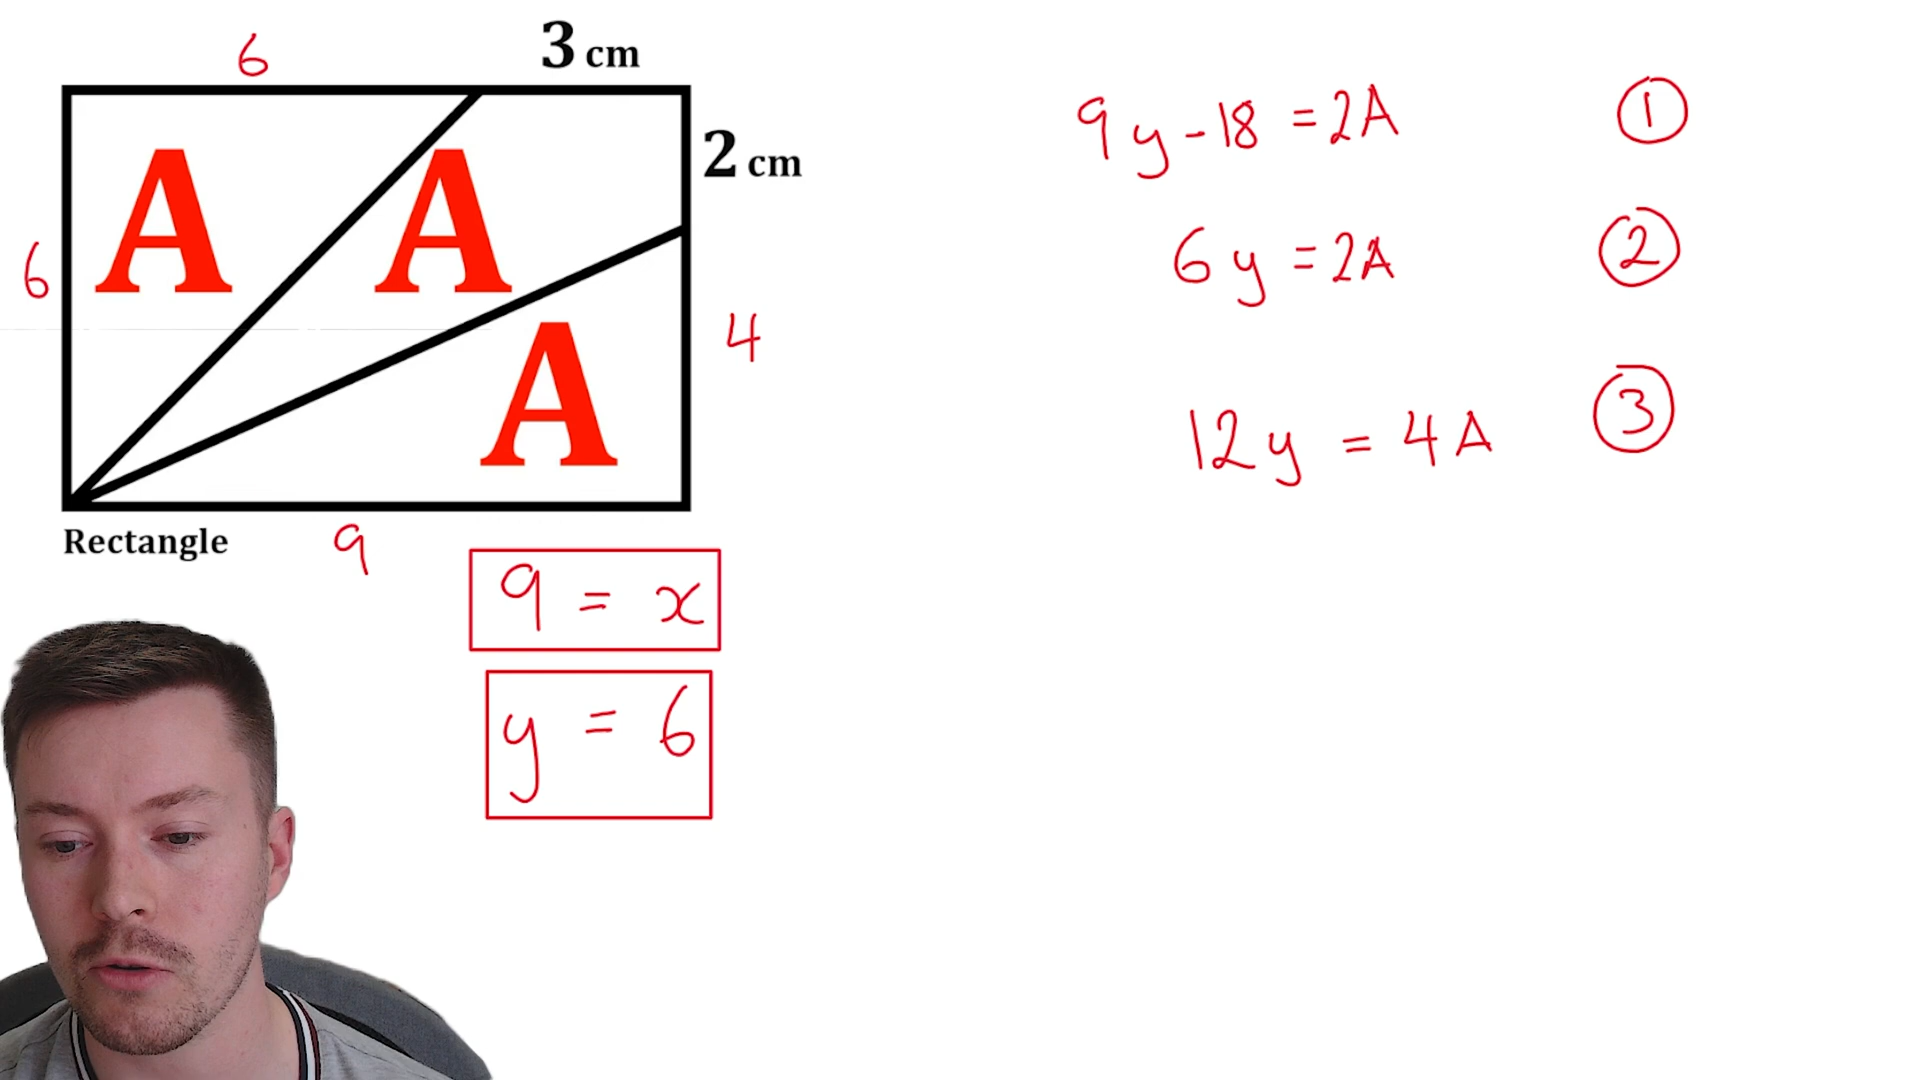 6
3 cm
2 cm
A A
6
A
4
Rectangle
9
9 = x
y = 6
9y - 18 = 2A 1
6y = 2A 2
12y = 4A 3